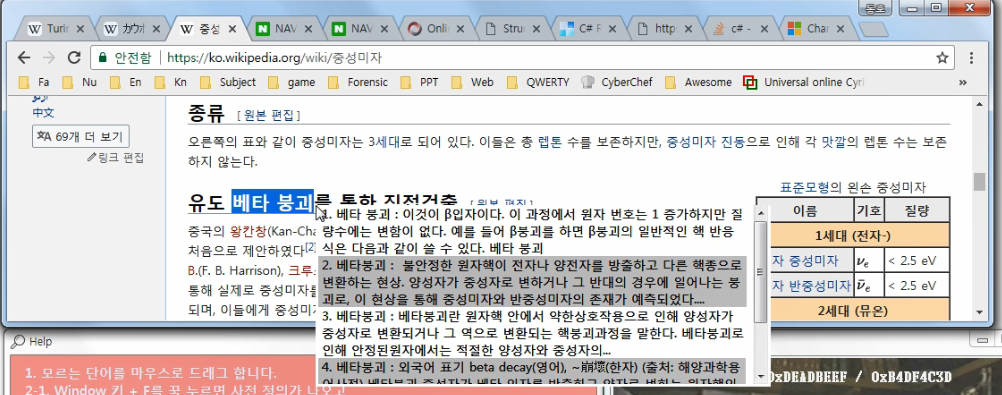 동호
Turin
가우ㅈ
중성
NAV
NAV
Onli
Stru
C# F
http
c# -
Chan
안전함 https://ko.wikipedia.org/wiki/중성미자
Fa Nu En Kn Subject game Forensic PPT Web QWERTY CyberChef Awesome Universal online Cyri »
中文
69개 더 보기
링크 편집
종류 [ 원본 편집 ]
오른쪽의 표와 같이 중성미자는 3세대로 되어 있다. 이들은 총 렙톤 수를 보존하지만, 중성미자 진동으로 인해 각 맛깔의 렙톤 수는 보존
하지 않는다.
유도 베타 붕괴를 통한 직접검출 [ 원본 편집 ]
중국의 왕칸창(Kan-Cha
처음으로 제안하였다[2]
B.(F. B. Harrison), 크루
통해 실제로 중성미자를
되며, 이들에게 중성미
1. 베타 붕괴 : 이것이 β입자이다. 이 과정에서 원자 번호는 1 증가하지만 질
량수에는 변함이 없다. 예를 들어 β붕괴를 하면 β붕괴의 일반적인 핵 반응
식은 다음과 같이 쓸 수 있다. 베타 붕괴
2. 베타붕괴 : 불안정한 원자핵이 전자나 양전자를 방출하고 다른 핵종으로
변환하는 현상. 양성자가 중성자로 변하거나 그 반대의 경우에 일어나는 붕
괴로, 이 현상을 통해 중성미자와 반중성미자의 존재가 예측되었다....
3. 베타붕괴 : 베타붕괴란 원자핵 안에서 약한상호작용으로 인해 양성자가
중성자로 변환되거나 그 역으로 변환되는 핵붕괴과정을 말한다. 베타붕괴로
인해 안정된원자에서는 적절한 양성자와 중성자의...
4. 베타붕괴 : 외국어 표기 beta decay(영어), ~崩壞(한자) (출처: 해양과학용
어사전) 베타붕괴 중성자가 베타 입자를 방출하고 양자로 변하는 원자핵의
표준모형의 왼손 중성미자
이름 기호 질량
1세대 (전자-)
자 중성미자 νe < 2.5 eV
자 반중성미자 ν̄e < 2.5 eV
2세대 (뮤온)
Help
1. 모르는 단어를 마우스로 드래그 합니다.
2-1. Window 키 + F를 꾹 누르면 사전 정의가 나오고
0xDEADBEEF / 0xB4DF4C3D